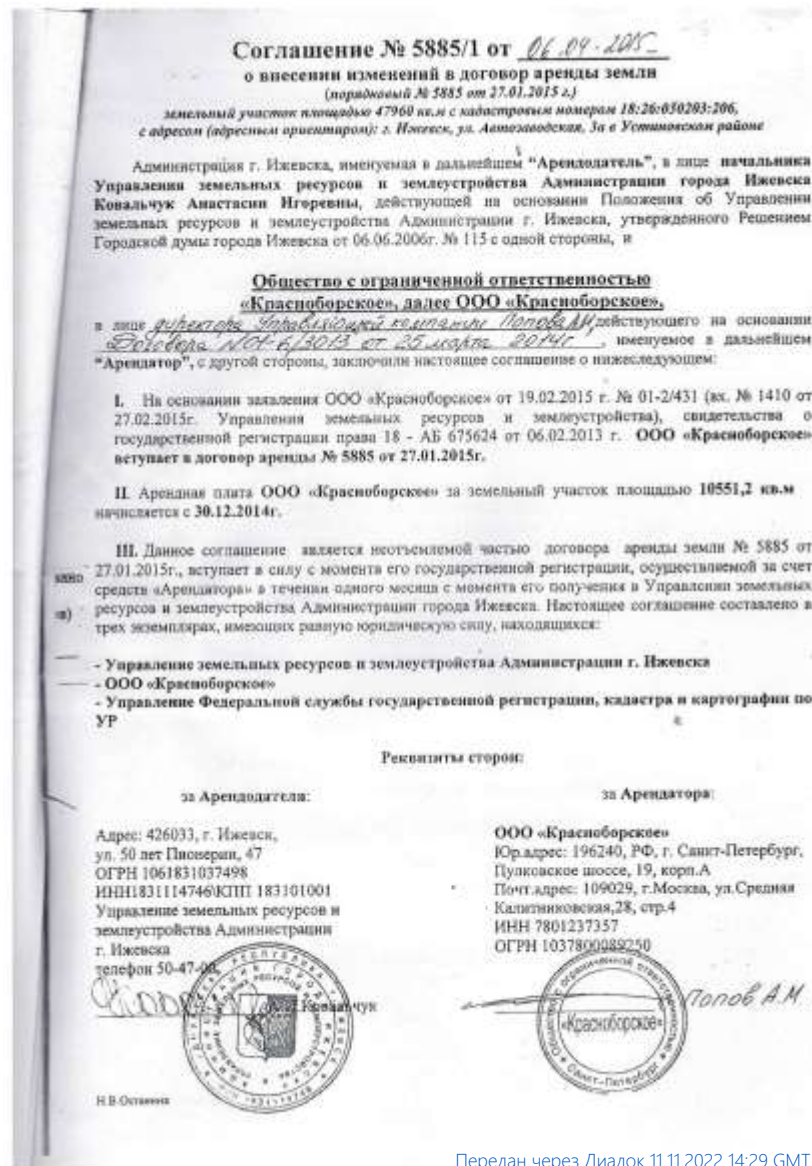 Соглашение № 5885/1 от 06.04.2015
о внесении изменений в договор аренды земли
(порядковый № 5885 от 27.01.2015 г.)
земельный участок площадью 47960 кв.м с кадастровым номерам 18:26:050203:206,
с адресом (адресным ориентиром): г. Ижевск, ул. Автозаводская, 3а в Устиновском районе
Администрация г. Ижевска, именуемая в дальнейшем "Арендодатель", в лице начальника
Управления земельных ресурсов и землеустройства Администрации города Ижевска
Ковальчук Анастасии Игоревны, действующей на основании Положения об Управлении
земельных ресурсов и землеустройства Администрации г. Ижевска, утвержденного Решением
Городской думы города Ижевска от 06.06.2006г. № 115 с одной стороны, и
Общество с ограниченной ответственностью
«Красноборское», далее ООО «Красноборское»,
в лице директора Управляющей компании Попова А.М действующего на основании
Договора №01-6/3013 от 25 марта 2014г, именуемое в дальнейшем
"Арендатор", с другой стороны, заключили настоящее соглашение о нижеследующем:
I. На основании заявления ООО «Красноборское» от 19.02.2015 г. № 01-2/431 (вх. № 1410 от
27.02.2015г. Управления земельных ресурсов и землеустройства), свидетельства о
государственной регистрации права 18 - АБ 675624 от 06.02.2013 г. ООО «Красноборское»
вступает в договор аренды № 5885 от 27.01.2015г.
II. Арендная плата ООО «Красноборское» за земельный участок площадью 10551,2 кв.м
начисляется с 30.12.2014г.
III. Данное соглашение является неотъемлемой частью договора аренды земли № 5885 от
27.01.2015г., вступает в силу с момента его государственной регистрации, осуществляемой за счет
средств «Арендатора» в течении одного месяца с момента его получения в Управлении земельных
ресурсов и землеустройства Администрации города Ижевска. Настоящее соглашение составлено в
трех экземплярах, имеющих равную юридическую силу, находящихся:
- Управление земельных ресурсов и землеустройства Администрации г. Ижевска
- ООО «Красноборское»
- Управление Федеральной службы государственной регистрации, кадастра и картографии по
УР
Реквизиты сторон:
за Арендодателя:
Адрес: 426033, г. Ижевск,
ул. 50 лет Пионерии, 47
ОГРН 1061831037498
ИНН1831114746\КПП 183101001
Управление земельных ресурсов и
землеустройства Администрации
г. Ижевска
телефон 50-47-
Ковальчук
Н.В.Останина
за Арендатора:
ООО «Красноборское»
Юр.адрес: 196240, РФ, г. Санкт-Петербург,
Пулковское шоссе, 19, корп.А
Почт.адрес: 109029, г.Москва, ул.Средняя
Калитниковская,28, стр.4
ИНН 7801237357
ОГРН 1037800089250
Попов А.М
Общество с ограниченной ответственностью
«Красноборское»
Санкт-Петербург
Передан через Диадок 11.11.2022 14:29 GMT